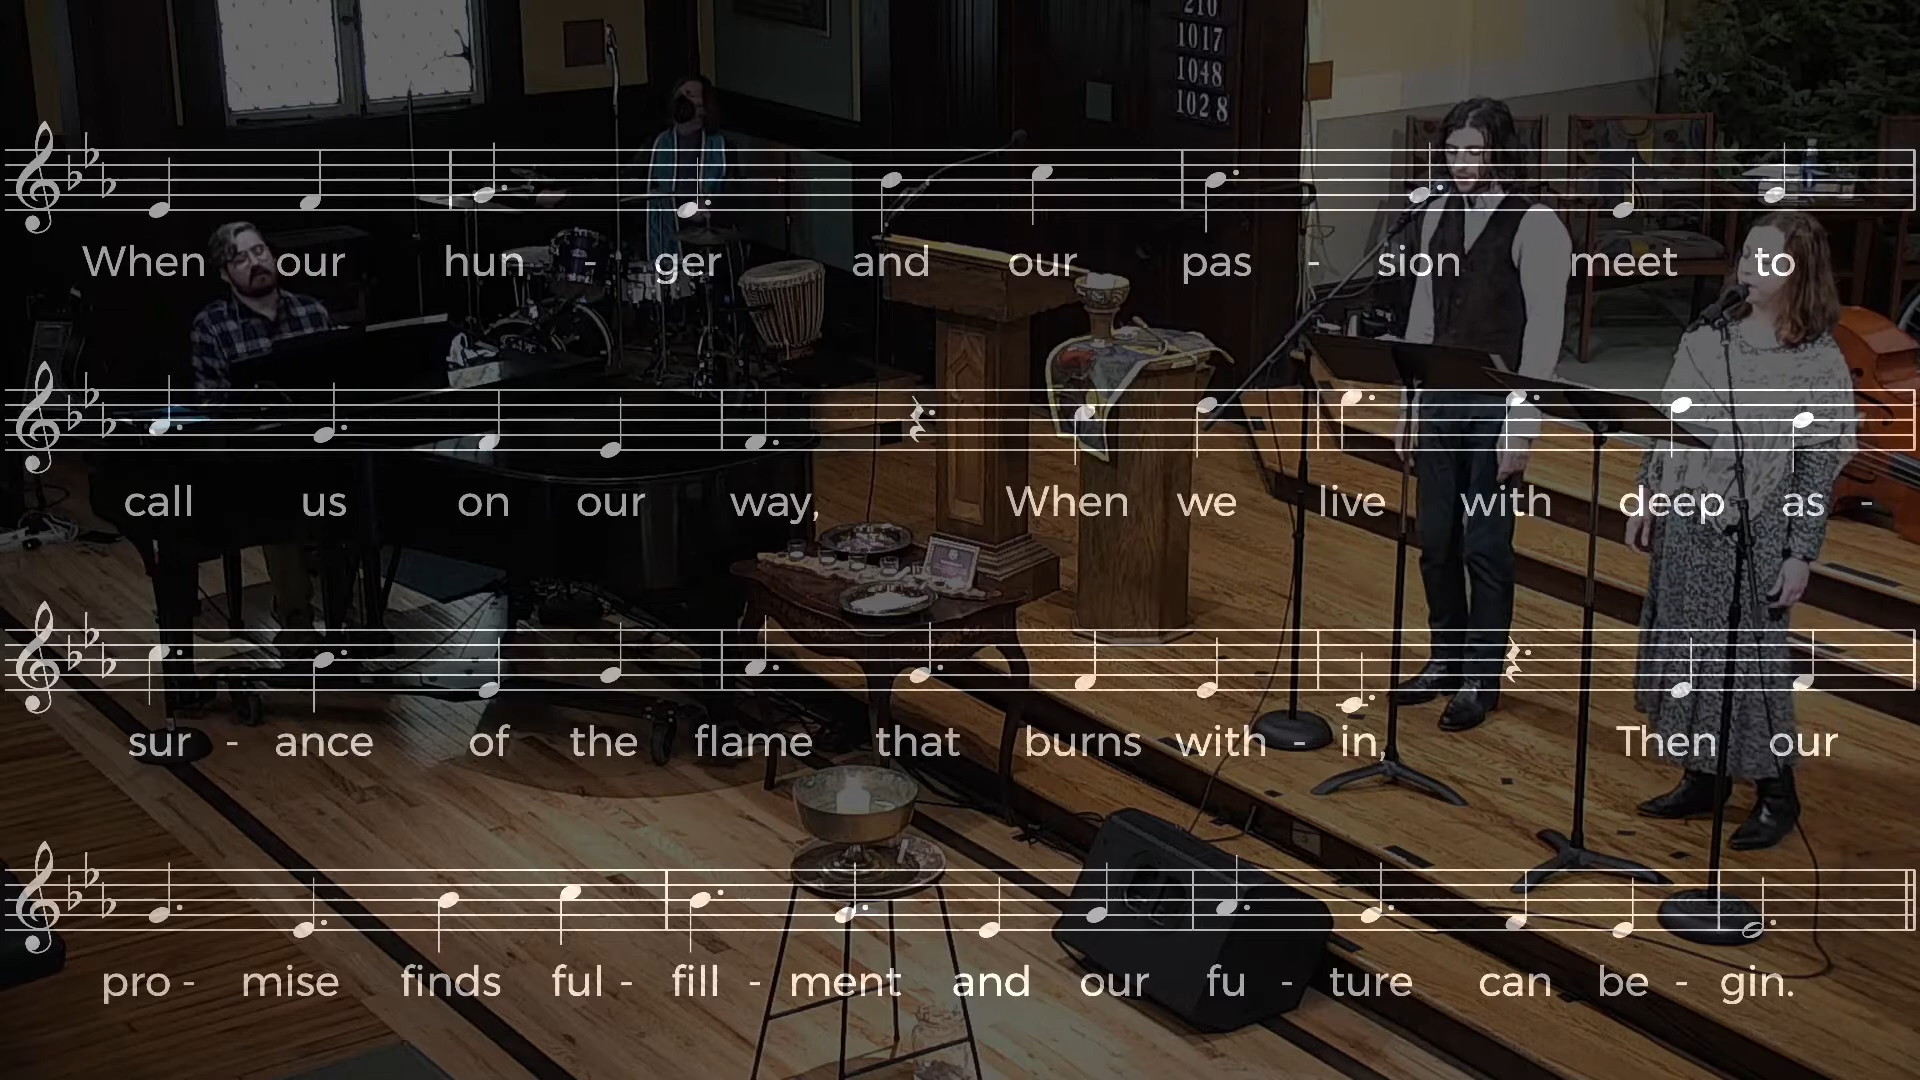 210
1017
1048
102 8
When our hun - ger and our pas - sion meet to
call us on our way, When we live with deep as -
sur - ance of the flame that burns with - in, Then our
pro - mise finds ful - fill - ment and our fu - ture can be - gin.